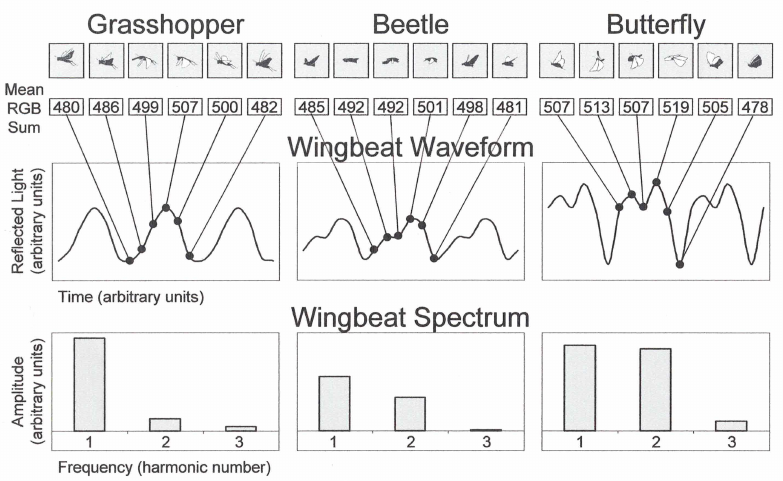 Grasshopper Beetle Butterfly
Mean
RGB
Sum
480 486 499 507 500 482 485 492 492 501 498 481 507 513 507 519 505 478
Wingbeat Waveform
Reflected Light
(arbitrary units)
Time (arbitrary units)
Wingbeat Spectrum
Amplitude
(arbitrary units)
1 2 3 1 2 3 1 2 3
Frequency (harmonic number)